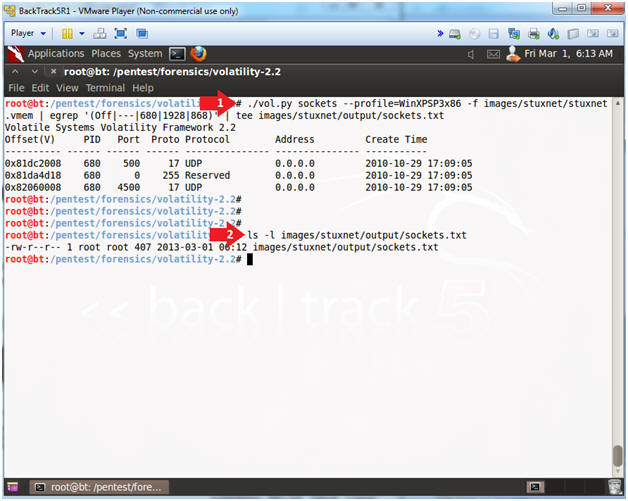 BackTrack5R1 - VMware Player (Non-commercial use only)
Player
Applications Places System
Fri Mar 1, 6:13 AM
root@bt: /pentest/forensics/volatility-2.2
File Edit View Terminal Help
root@bt:/pentest/forensics/volatili 1 # ./vol.py sockets --profile=WinXPSP3x86 -f images/stuxnet/stuxnet
.vmem | egrep '(Off|---|680|1928|868)' | tee images/stuxnet/output/sockets.txt
Volatile Systems Volatility Framework 2.2
Offset(V) PID Port Proto Protocol Address Create Time
---------- ------ ------ ------ --------------- --------------- -----------
0x81dc2008 680 500 17 UDP 0.0.0.0 2010-10-29 17:09:05
0x81da4d18 680 0 255 Reserved 0.0.0.0 2010-10-29 17:09:05
0x82060008 680 4500 17 UDP 0.0.0.0 2010-10-29 17:09:05
root@bt:/pentest/forensics/volatility-2.2#
root@bt:/pentest/forensics/volatility-2.2#
root@bt:/pentest/forensics/volatility-2.2#
root@bt:/pentest/forensics/volatility 2 ls -l images/stuxnet/output/sockets.txt
-rw-r--r-- 1 root root 407 2013-03-01 06:12 images/stuxnet/output/sockets.txt
root@bt:/pentest/forensics/volatility-2.2#
<< back | track 5
root@bt: /pentest/fore...